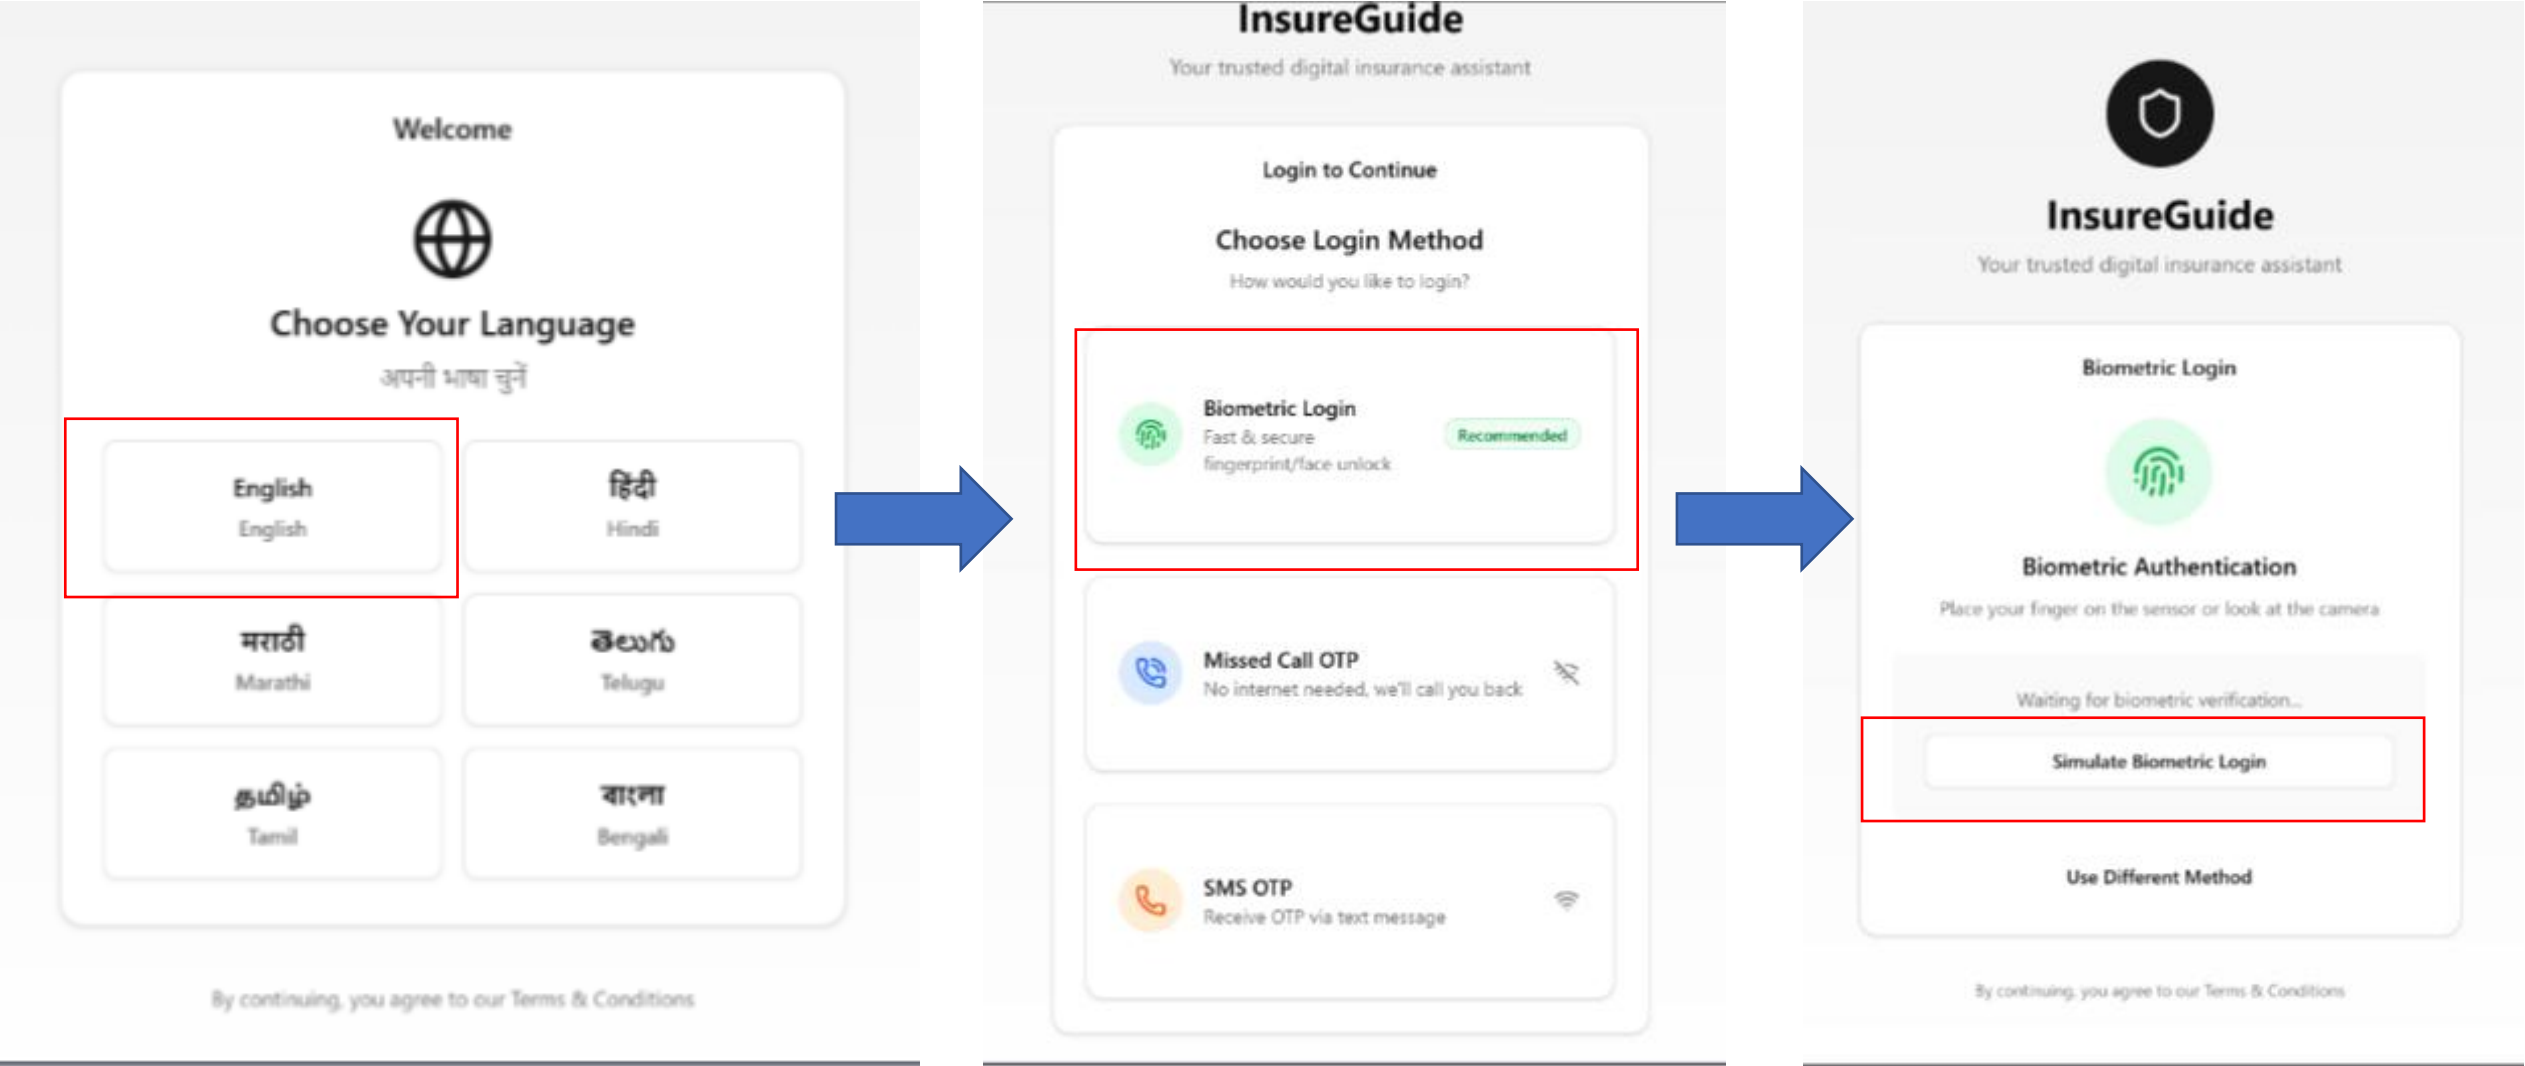 Welcome
Choose Your Language
अपनी भाषा चुनें
English
English
हिंदी
Hindi
मराठी
Marathi
తెలుగు
Telugu
தமிழ்
Tamil
বাংলা
Bengali
By continuing, you agree to our Terms & Conditions
InsureGuide
Your trusted digital insurance assistant
Login to Continue
Choose Login Method
How would you like to login?
Biometric Login
Fast & secure
fingerprint/face unlock
Recommended
Missed Call OTP
No internet needed, we'll call you back
SMS OTP
Receive OTP via text message
InsureGuide
Your trusted digital insurance assistant
Biometric Login
Biometric Authentication
Place your finger on the sensor or look at the camera
Waiting for biometric verification...
Simulate Biometric Login
Use Different Method
By continuing, you agree to our Terms & Conditions